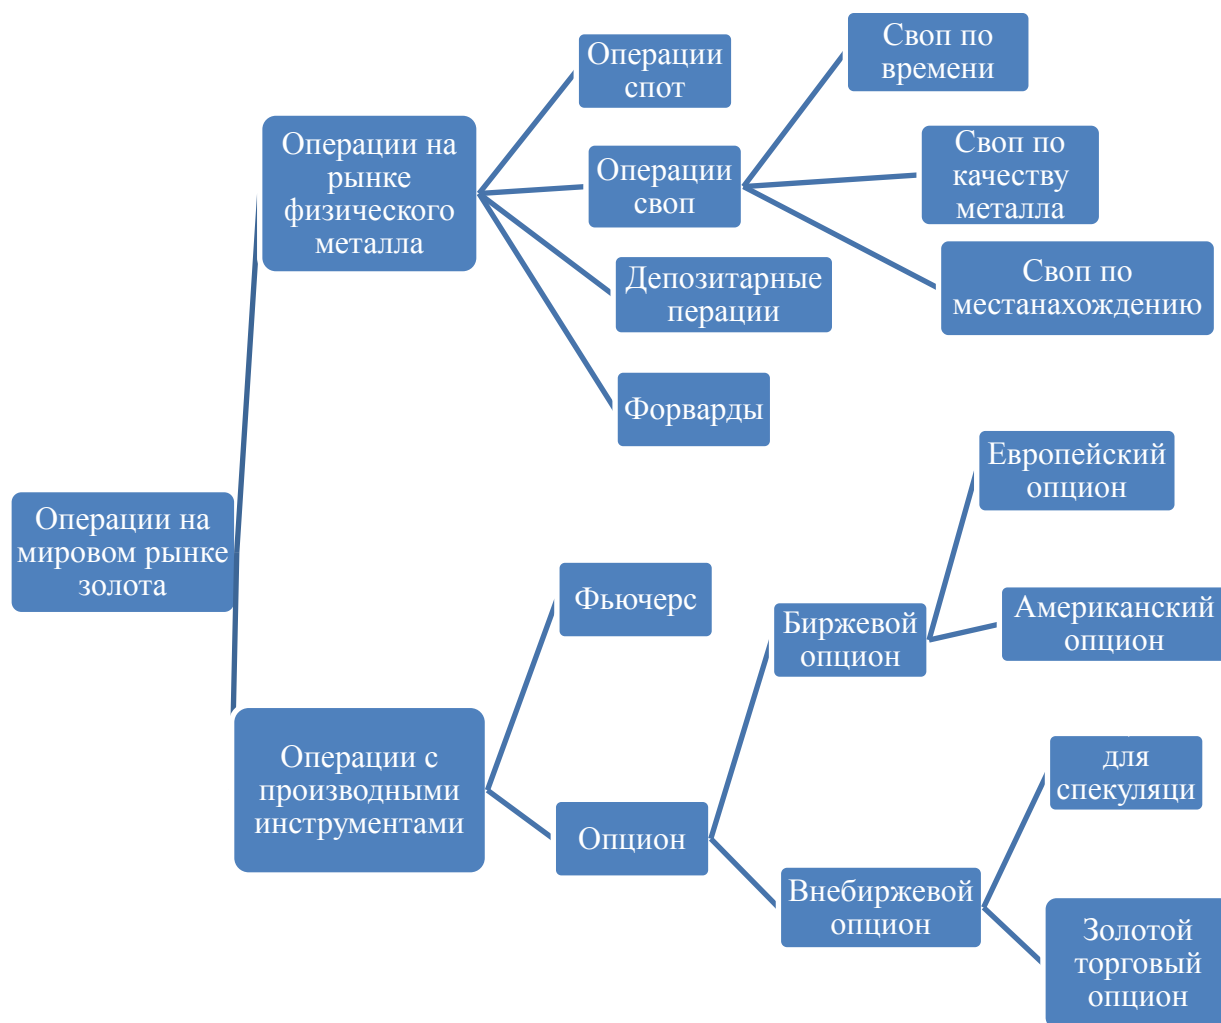 Операции на
мировом рынке
золота
Операции на
рынке
физического
металла
Операции
спот
Операции
своп
Своп по
времени
Своп по
качеству
металла
Своп по
местанахождению
Депозитарные
перации
Форварды
Операции с
производными
инструментами
Фьючерс
Опцион
Биржевой
опцион
Европейский
опцион
Американский
опцион
Внебиржевой
опцион
для
спекуляци
Золотой
торговый
опцион